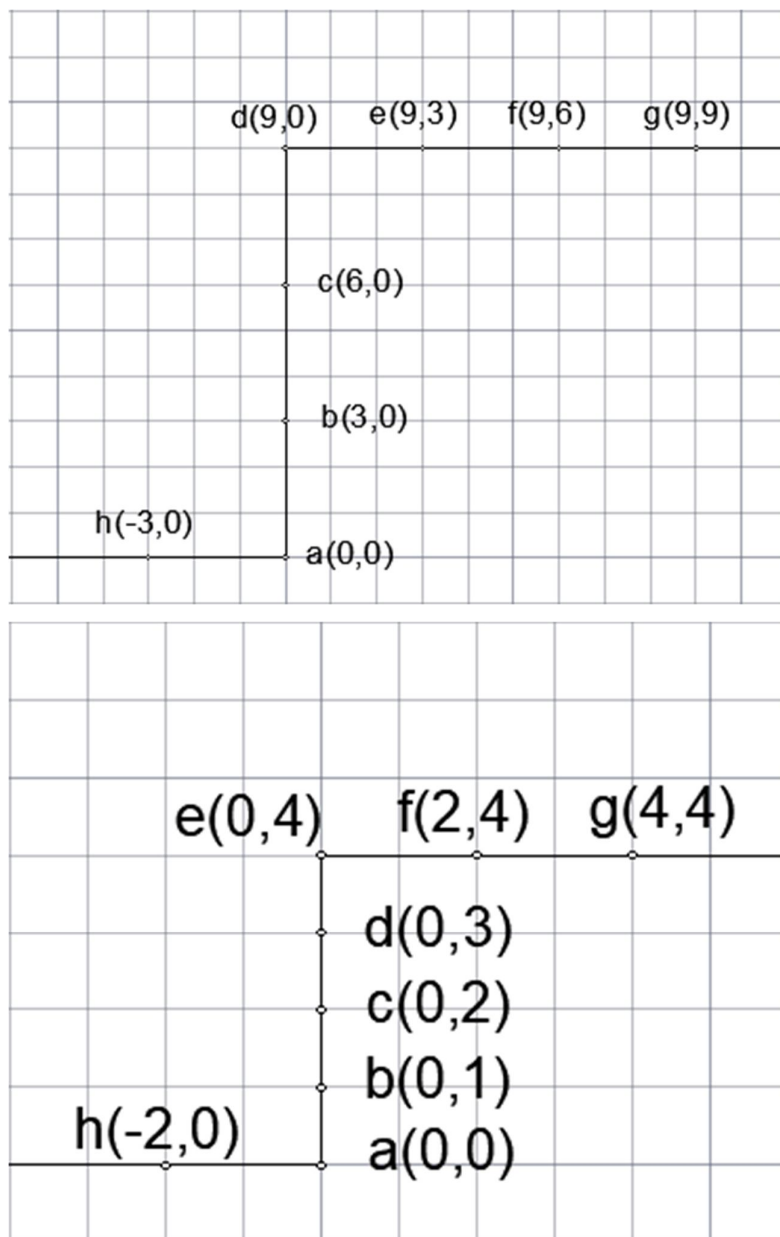 d(9,0) e(9,3) f(9,6) g(9,9)
c(6,0)
b(3,0)
h(-3,0)
a(0,0)
e(0,4) f(2,4) g(4,4)
d(0,3)
c(0,2)
b(0,1)
h(-2,0)
a(0,0)